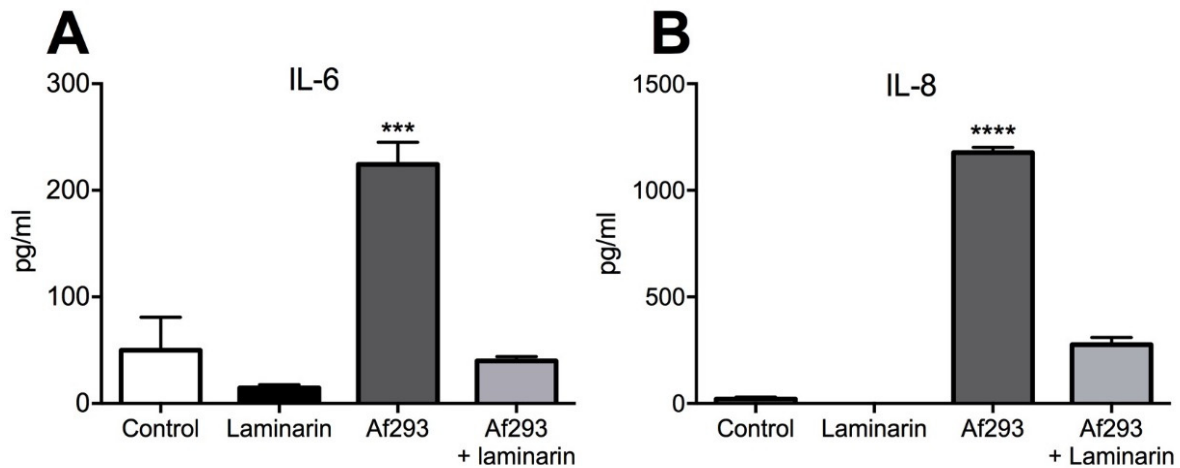 A
IL-6
300
200
100
0
pg/ml
***
Control
Laminarin
Af293
Af293
+ laminarin
B
IL-8
1500
1000
500
0
pg/ml
****
Control
Laminarin
Af293
Af293
+ Laminarin